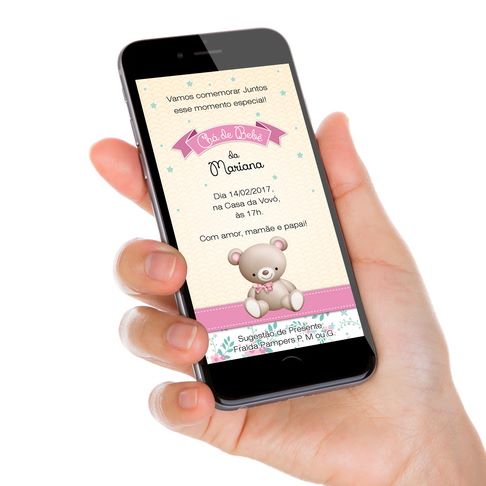 Vamos comemorar Juntos
esse momento especial!
Chá de Bebê
da
Mariana
Dia 14/02/2017,
na Casa da Vovó,
às 17h.
Com amor, mamãe e papai!
Sugestão de Presente:
Fralda Pampers P, M ou G.